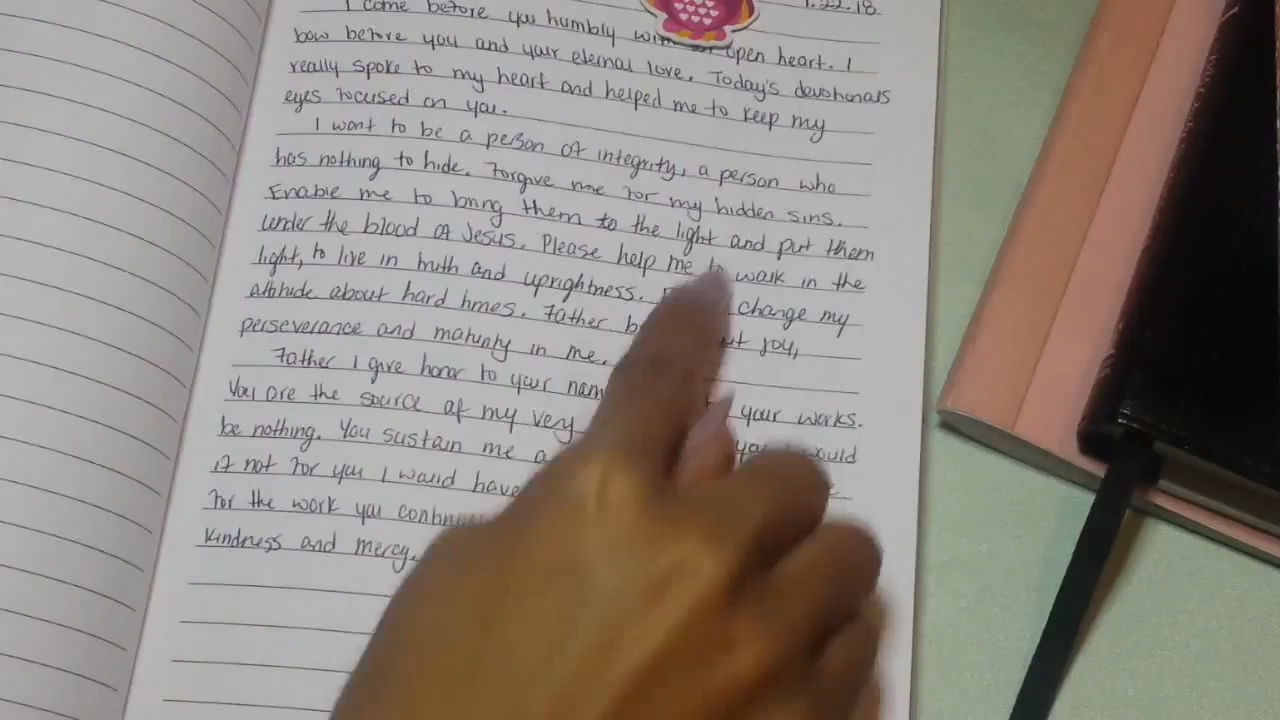 1.22.18
I come before you humbly with an open heart. I
bow before you and your eternal love. Today's devotionals
really spoke to my heart and helped me to keep my
eyes focused on you.
I want to be a person of integrity, a person who
has nothing to hide. Forgive me for my hidden sins.
Enable me to bring them to the light and put them
under the blood of Jesus. Please help me to walk in the
light, to live in truth and uprightness. change my
attitude about hard times. Father joy,
perseverance and maturity in me.
Father I give honor to your your works.
You are the source of my very
be nothing. You sustain me
if not for you I would have
for the work you
kindness and mercy.